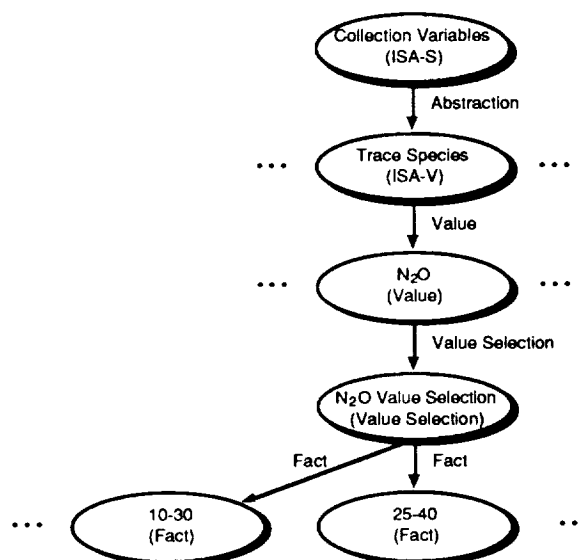 Collection Variables
(ISA-S)
Abstraction
... Trace Species ...
(ISA-V)
Value
... N₂O ...
(Value)
Value Selection
N₂O Value Selection
(Value Selection)
Fact Fact
... 10-30 25-40 ..
(Fact) (Fact)